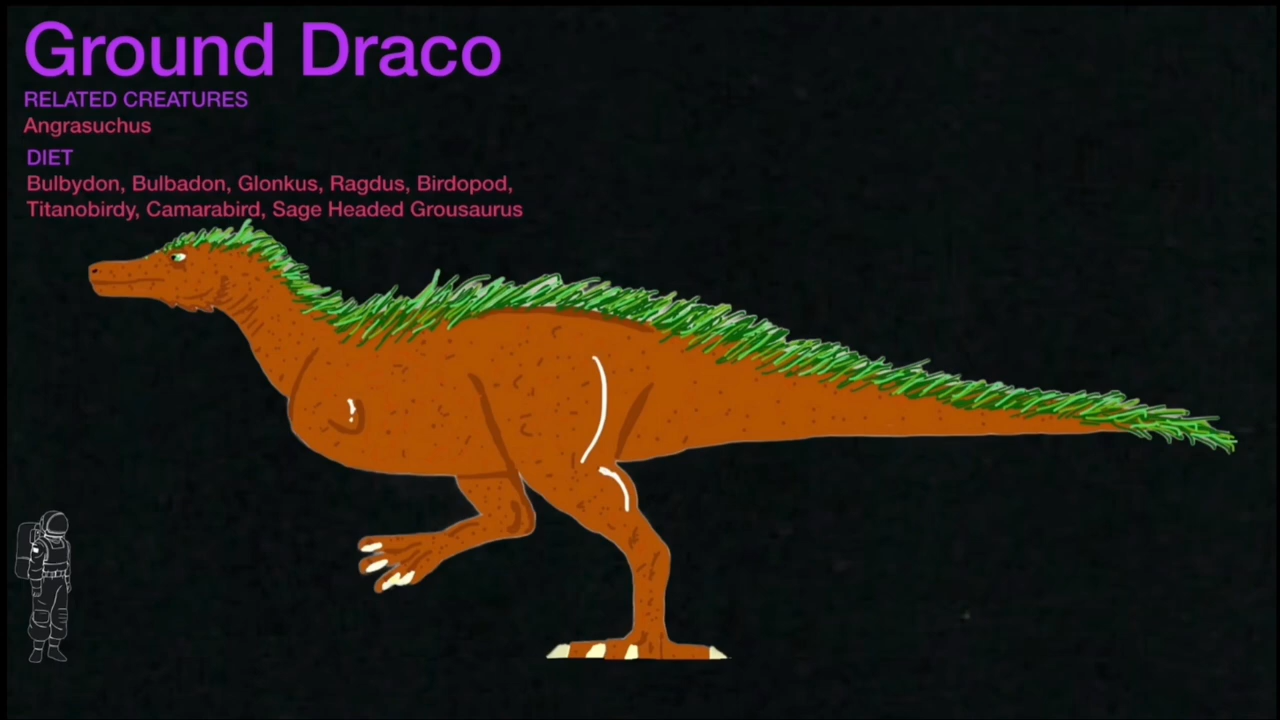 Ground Draco
RELATED CREATURES
Angrasuchus
DIET
Bulbydon, Bulbadon, Glonkus, Ragdus, Birdopod,
Titanobirdy, Camarabird, Sage Headed Grousaurus